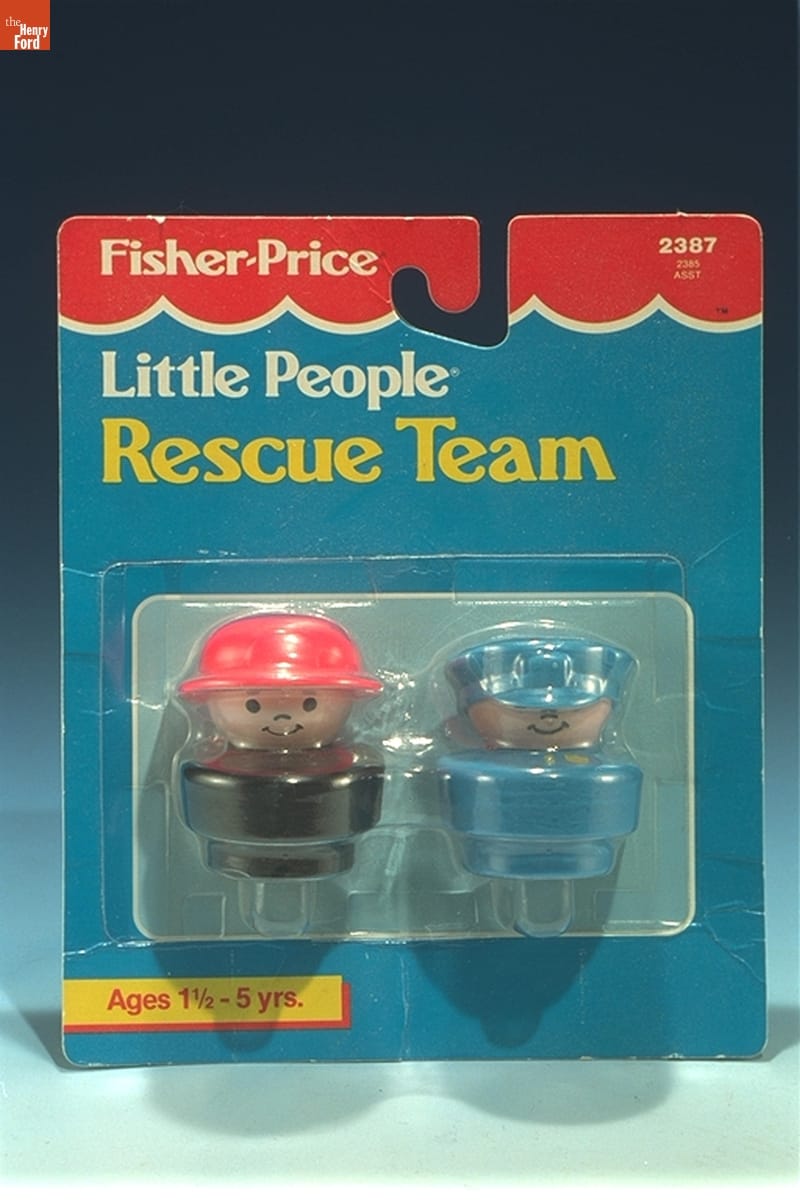 the
Henry
Ford
Fisher-Price
2387
2385
ASST
TM
Little People®
Rescue Team
Ages 1½ - 5 yrs.